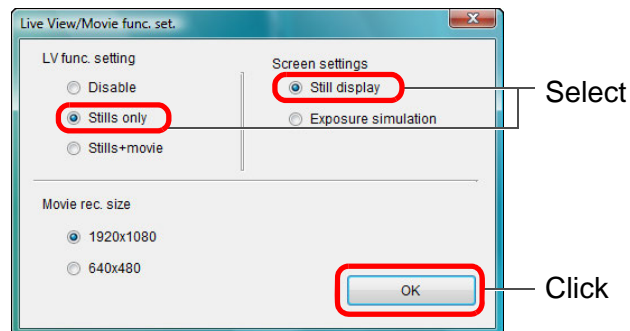 Live View/Movie func. set.
LV func. setting
Disable
Stills only
Stills+movie
Screen settings
Still display
Exposure simulation
Select
Movie rec. size
1920x1080
640x480
OK
Click